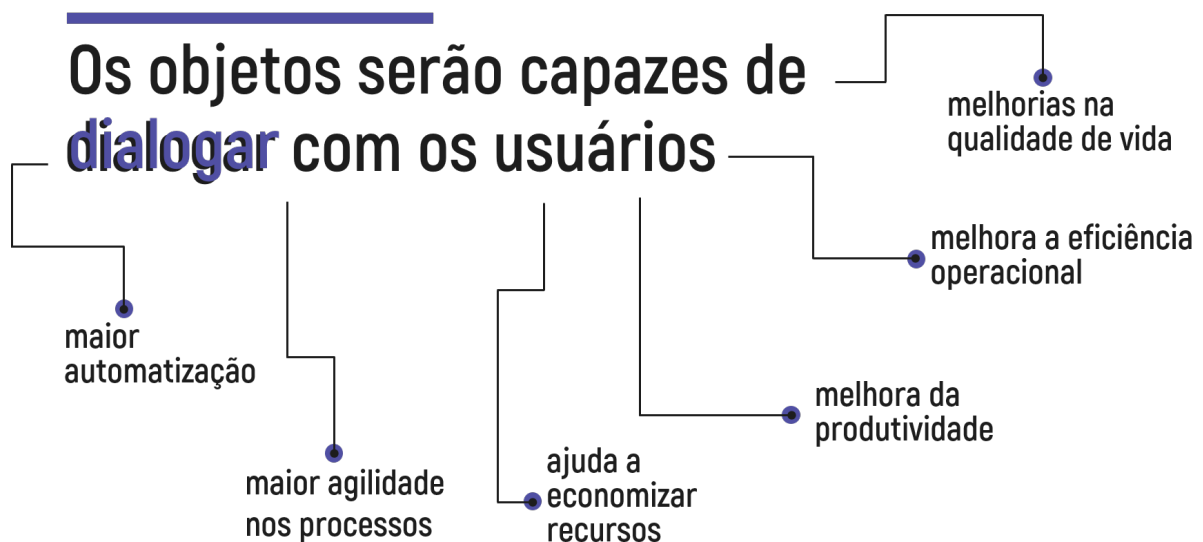 Os objetos serão capazes de
dialogar com os usuários
melhorias na
qualidade de vida
melhora a eficiência
operacional
maior
automatização
melhora da
produtividade
maior agilidade
nos processos
ajuda a
economizar
recursos